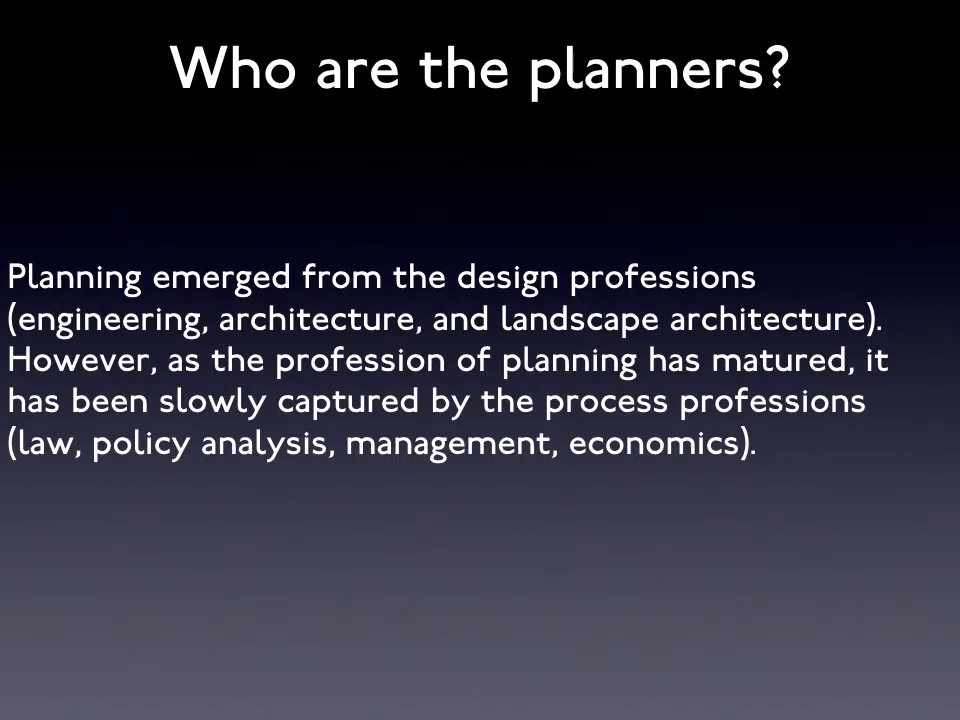 Who are the planners?
Planning emerged from the design professions
(engineering, architecture, and landscape architecture).
However, as the profession of planning has matured, it
has been slowly captured by the process professions
(law, policy analysis, management, economics).